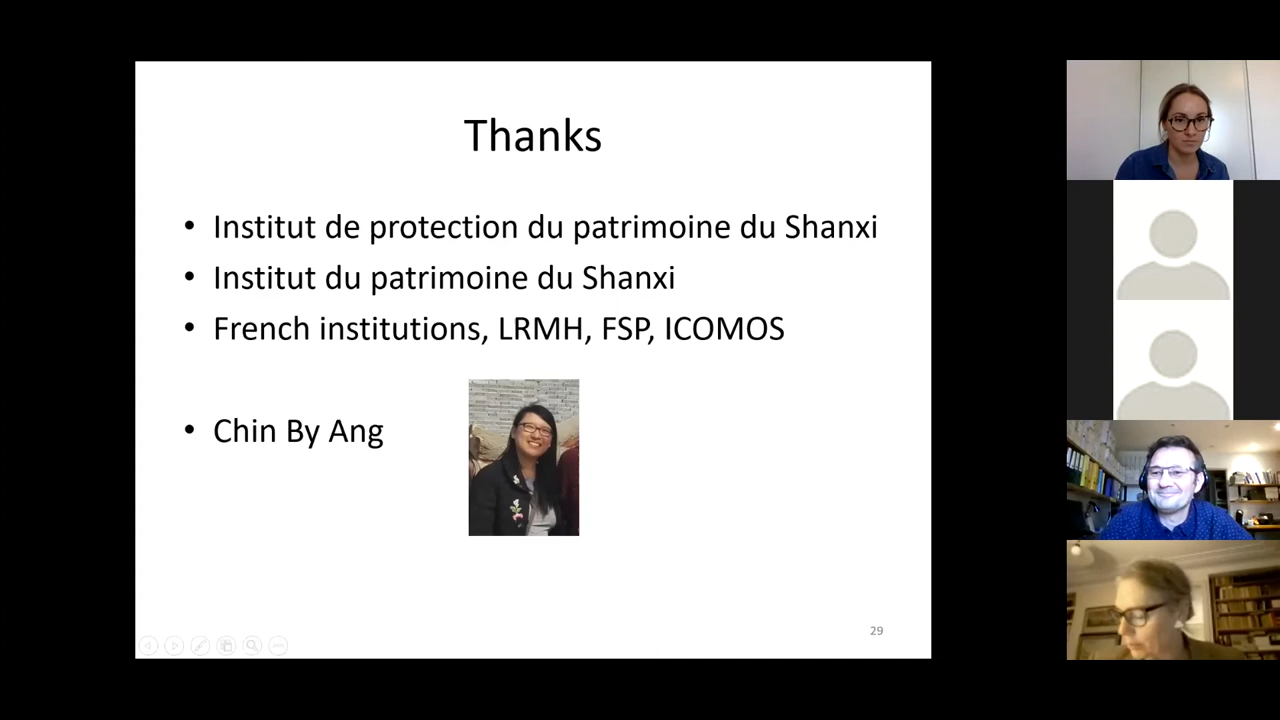 Thanks
• Institut de protection du patrimoine du Shanxi
• Institut du patrimoine du Shanxi
• French institutions, LRMH, FSP, ICOMOS
• Chin By Ang
29